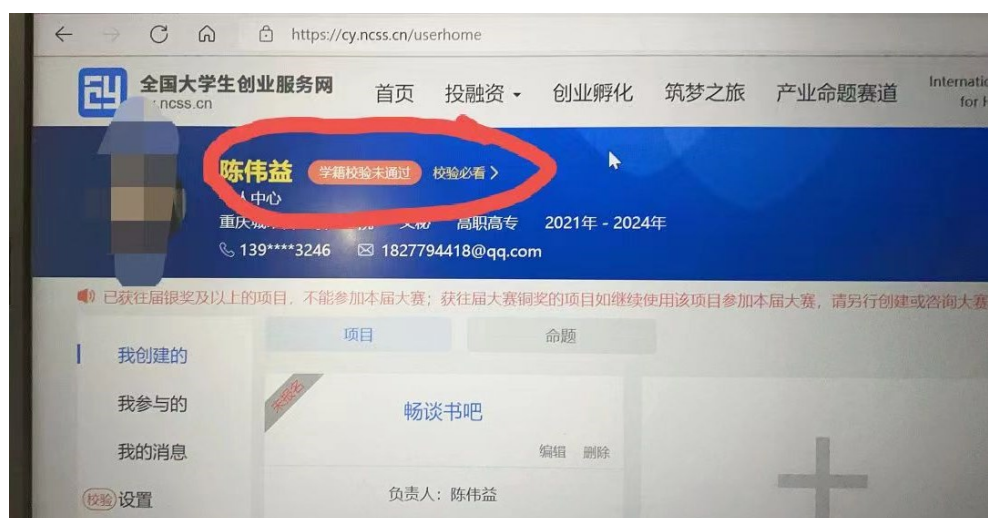 https://cy.ncss.cn/userhome
全国大学生创业服务网 首页 投融资 创业孵化 筑梦之旅 产业命题赛道
.ncss.cn
for
陈伟益 学籍校验未通过 校验必看 >
人中心
重庆 高职高专 2021年 - 2024年
139****3246 1827794418@qq.com
已获往届银奖及以上的项目，不能参加本届大赛；获往届大赛铜奖的项目如继续使用该项目参加本届大赛，请另行创建或咨询大赛
项目 命题
我创建的
未报名
我参与的 畅谈书吧
我的消息 编辑 删除
校验 设置 负责人：陈伟益